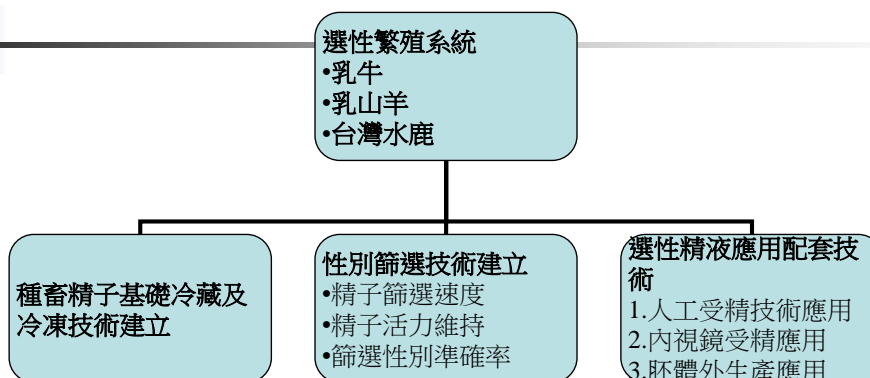 選性繁殖系統
•乳牛
•乳山羊
•台灣水鹿
種畜精子基礎冷藏及
冷凍技術建立
性別篩選技術建立
•精子篩選速度
•精子活力維持
•篩選性別準確率
選性精液應用配套技
術
1.人工受精技術應用
2.內視鏡受精應用
3.胚體外生產應用